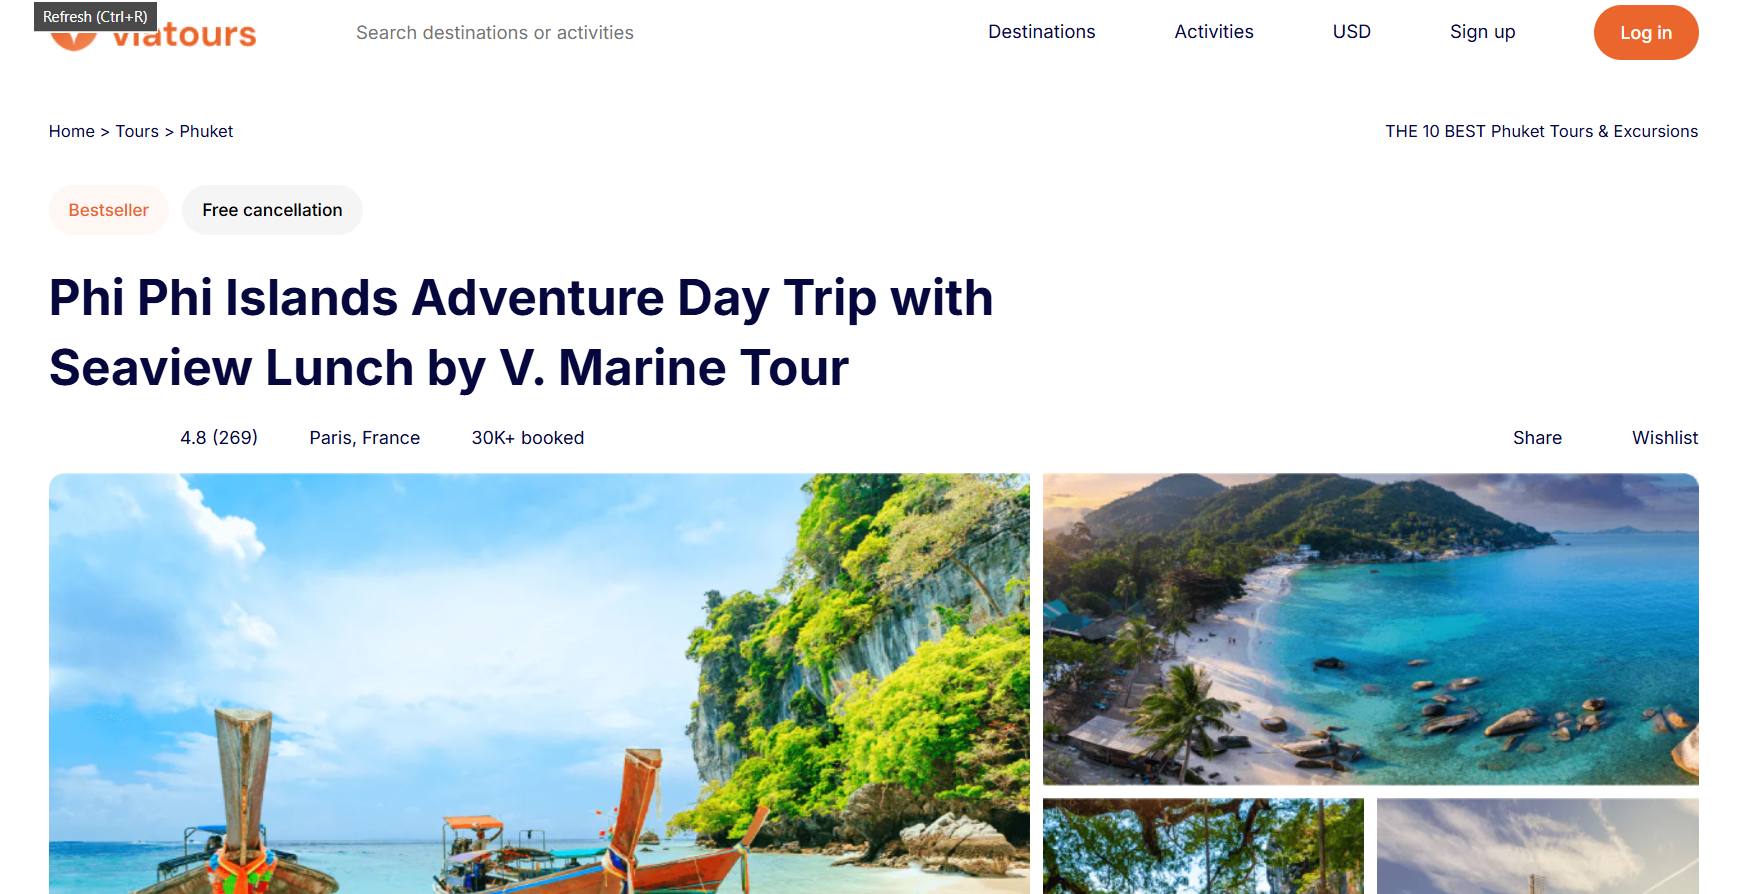 Refresh (Ctrl+R)
viatours
Search destinations or activities
Destinations
Activities
USD
Sign up
Log in
Home > Tours > Phuket
THE 10 BEST Phuket Tours & Excursions
Bestseller
Free cancellation
Phi Phi Islands Adventure Day Trip with
Seaview Lunch by V. Marine Tour
4.8 (269)
Paris, France
30K+ booked
Share
Wishlist